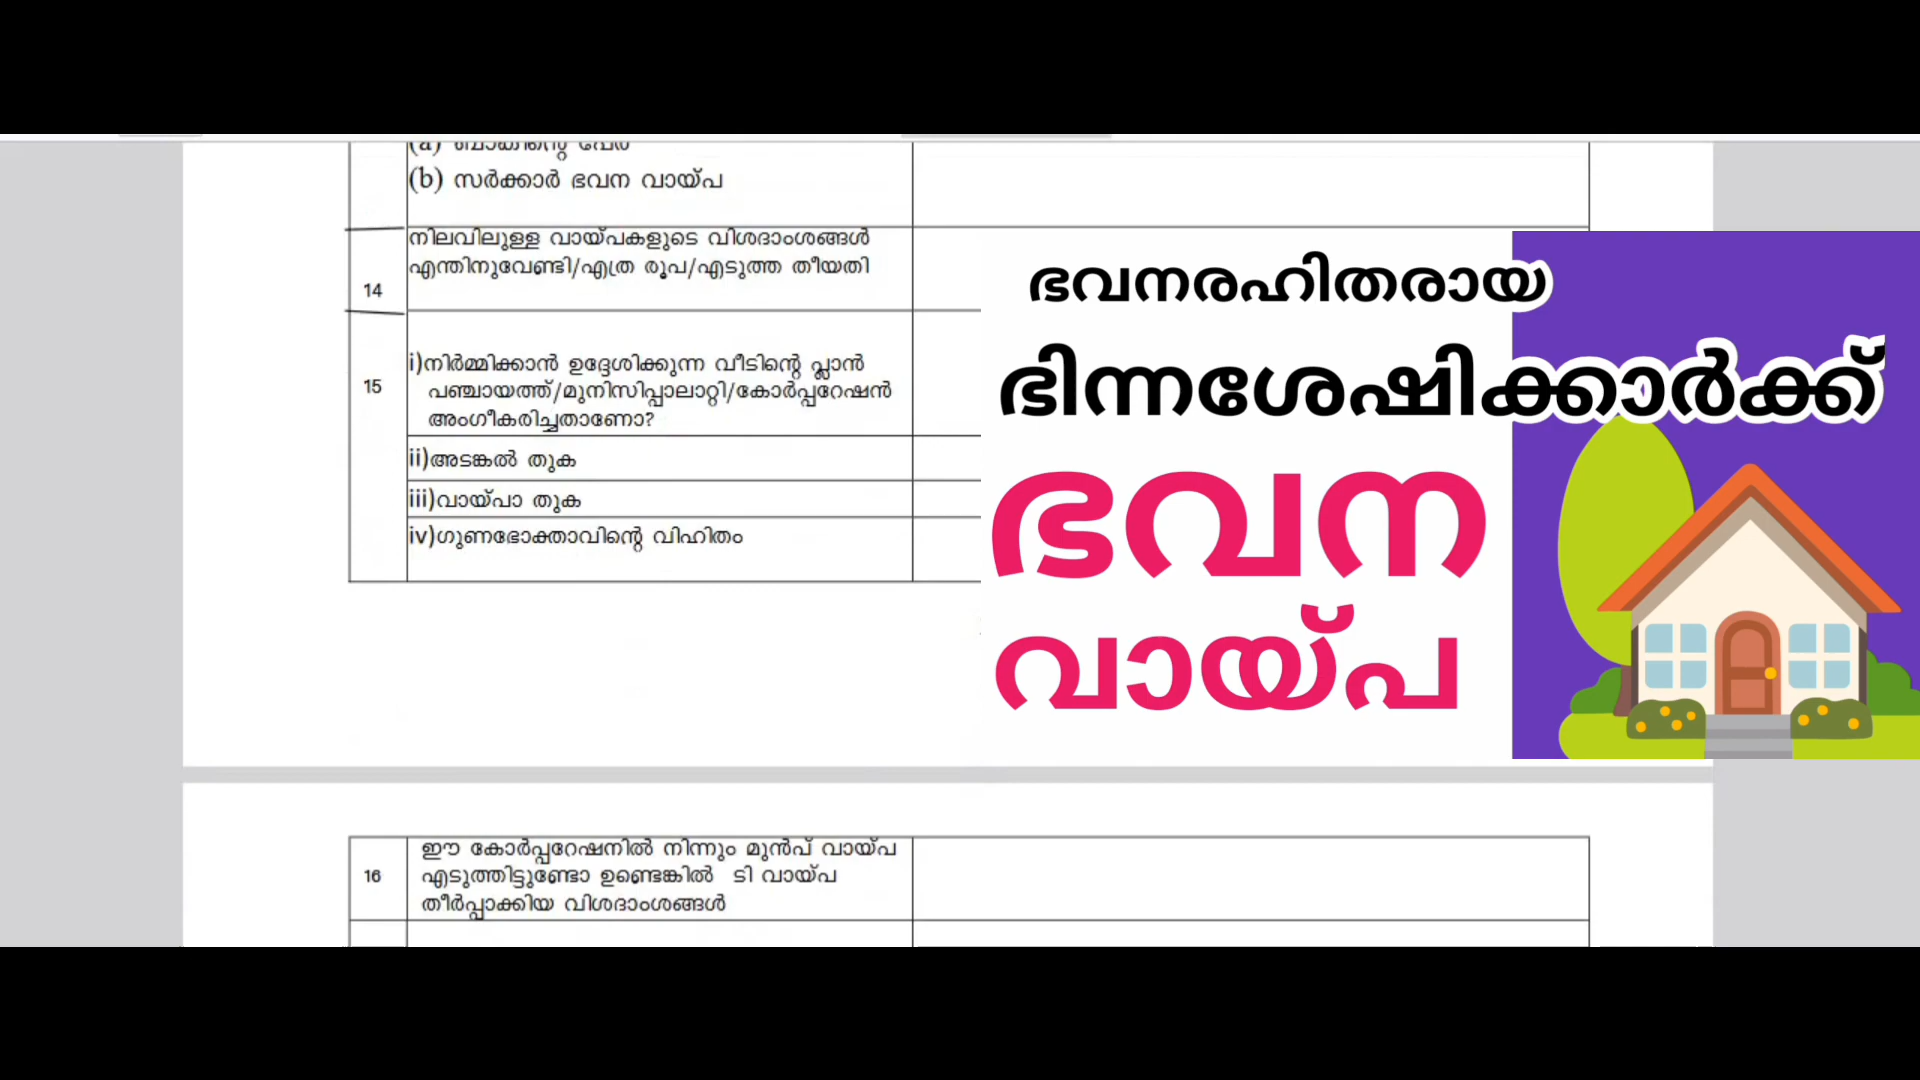 (a) ബാങ്കിന്റെ പേര്
(b) സർക്കാർ ഭവന വായ്പ
14
നിലവിലുള്ള വായ്പകളുടെ വിശദാംശങ്ങൾ
എന്തിനുവേണ്ടി/എത്ര രൂപ/എടുത്ത തീയതി
15
i)നിർമ്മിക്കാൻ ഉദ്ദേശിക്കുന്ന വീടിന്റെ പ്ലാൻ
പഞ്ചായത്ത്/മുനിസിപ്പാലാറ്റി/കോർപ്പറേഷൻ
അംഗീകരിച്ചതാണോ?
ii)അടങ്കൽ തുക
iii)വായ്പാ തുക
iv)ഗുണഭോക്താവിന്റെ വിഹിതം
ഭവനരഹിതരായ
ഭിന്നശേഷിക്കാർക്ക്
ഭവന
വായ്പ
16
ഈ കോർപ്പറേഷനിൽ നിന്നും മുൻപ് വായ്പ
എടുത്തിട്ടുണ്ടോ ഉണ്ടെങ്കിൽ ടി വായ്പ
തീർപ്പാക്കിയ വിശദാംശങ്ങൾ